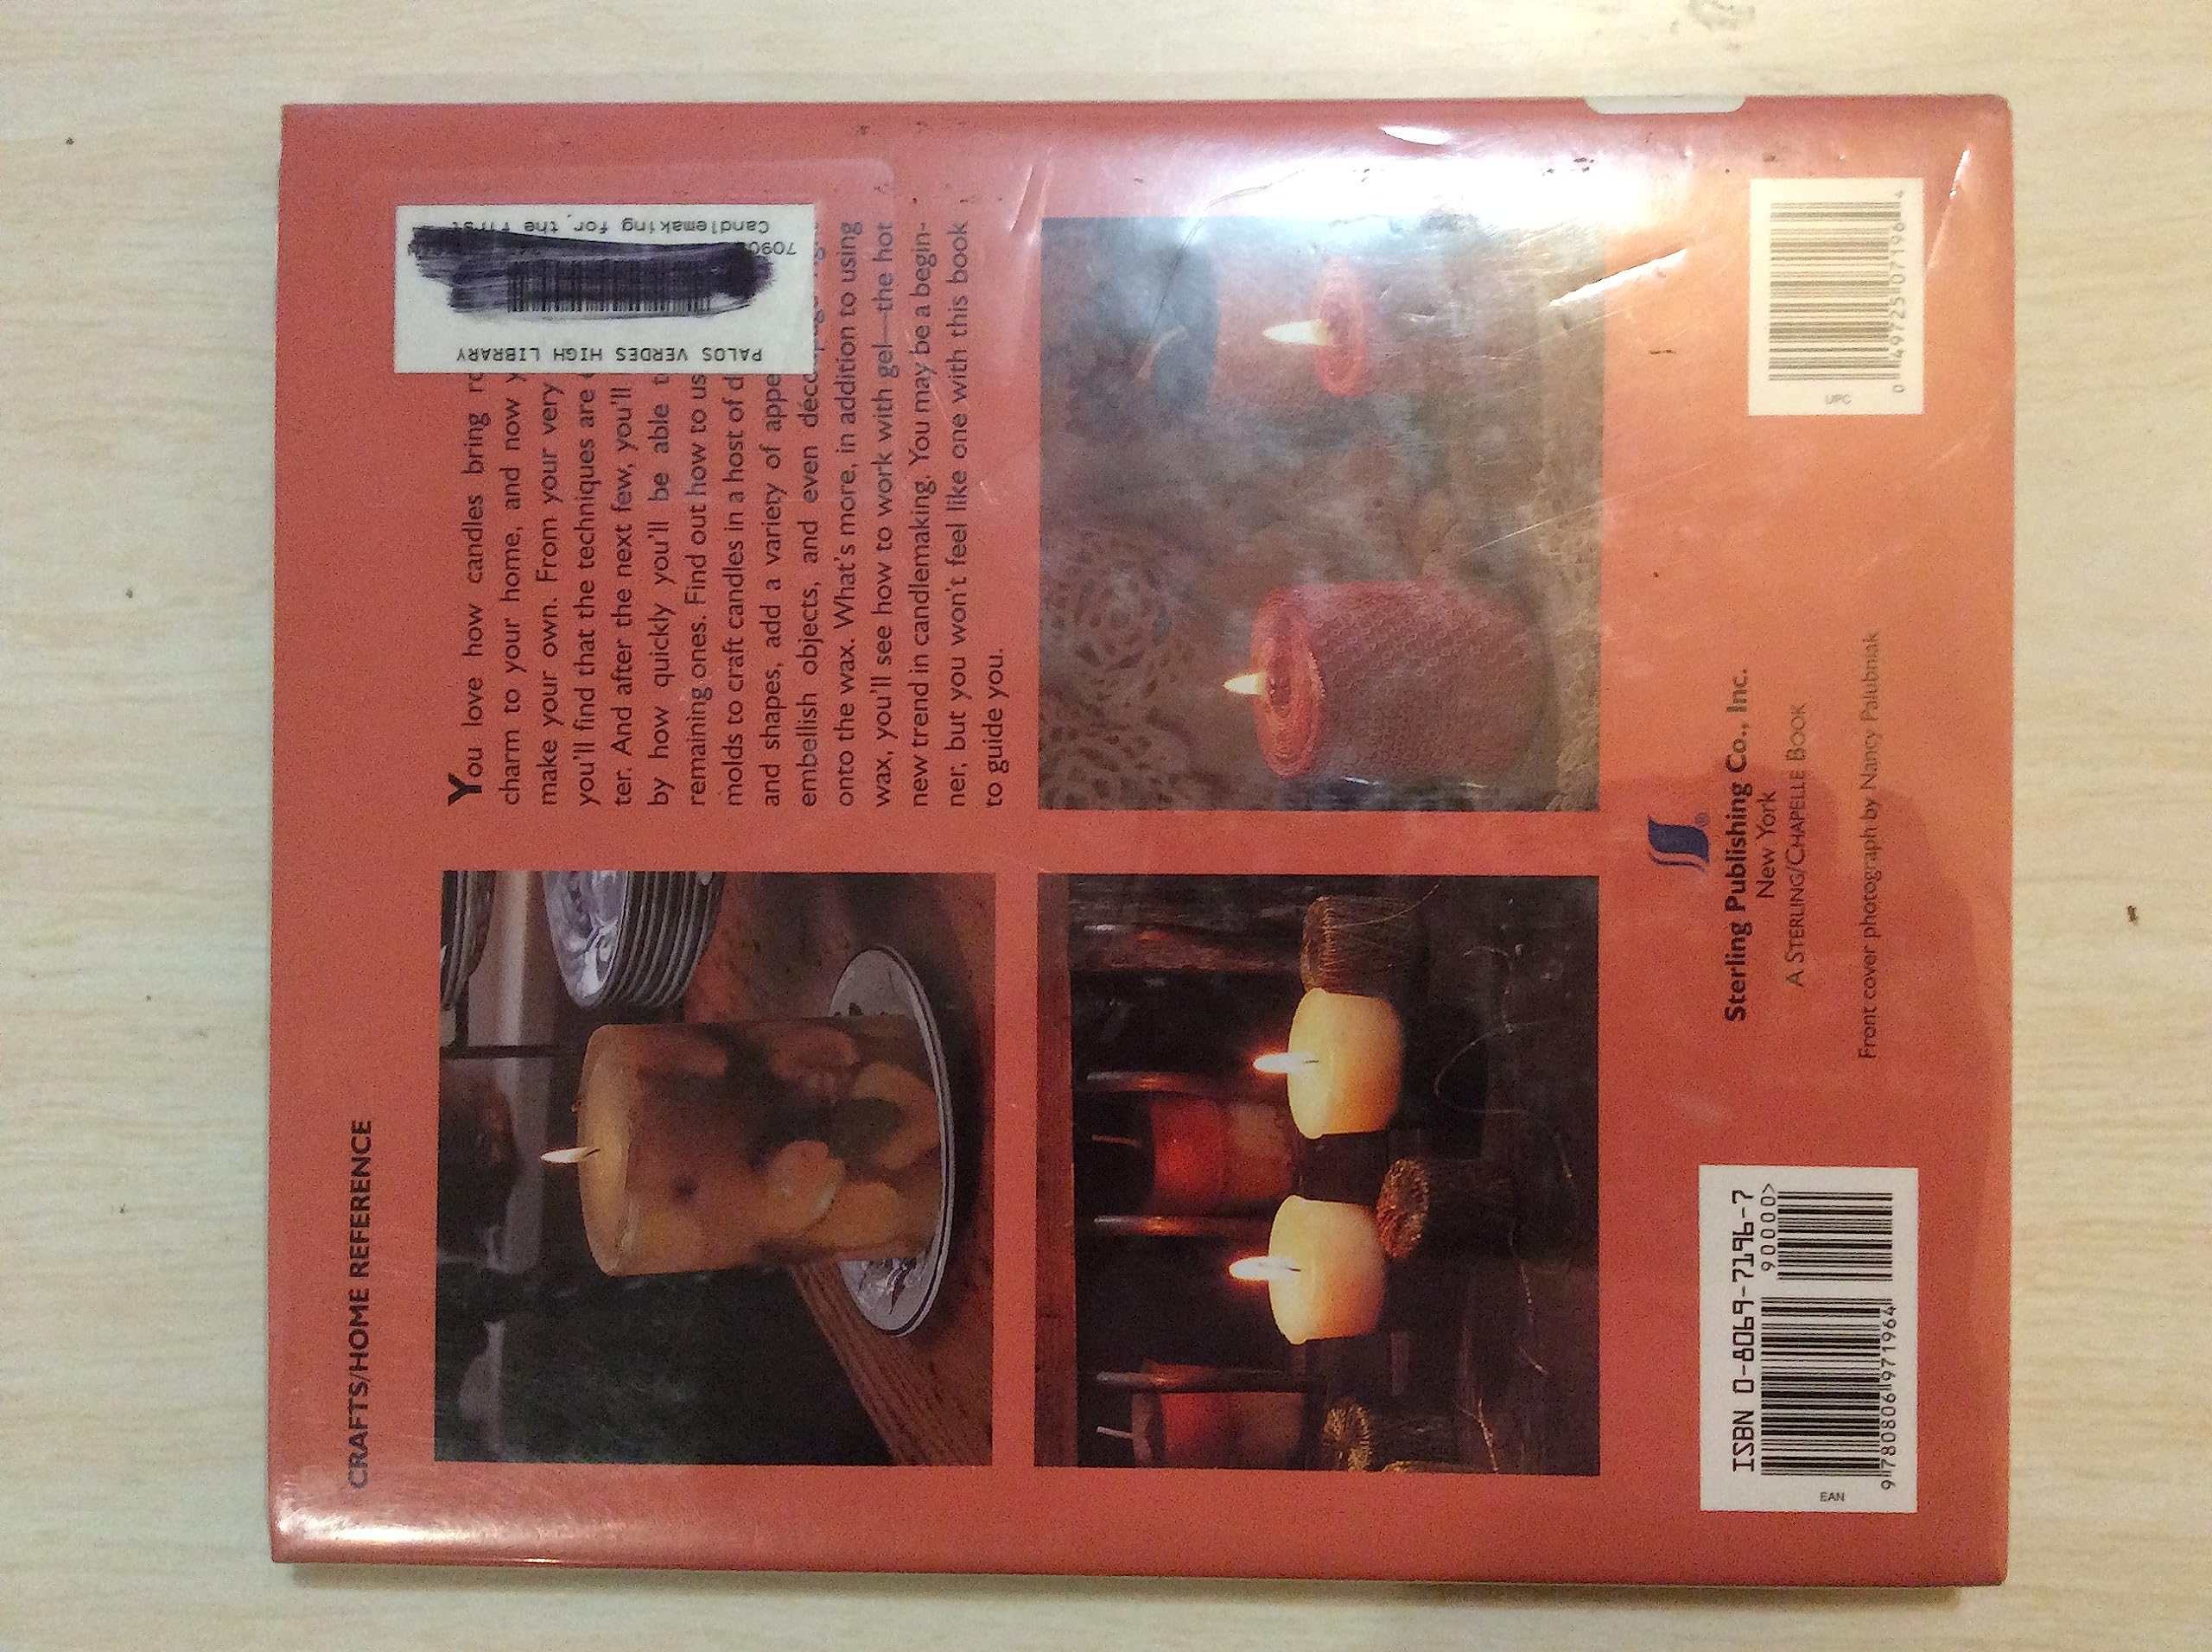 CRAFTS/HOME REFERENCE
You love how candles bring
charm to your home, and now
make your own. From your very
you'll find that the techniques are
ter. And after the next few, you'll
by how quickly you'll be able
remaining ones. Find out how to
molds to craft candles in a host of
and shapes, add a variety of
embellish objects, and even
onto the wax. What's more, in addition to using
wax, you'll see how to work with gel—the hot
new trend in candlemaking. You may be a begin-
ner, but you won't feel like one with this book
to guide you.
PALOS VERDES HIGH LIBRARY
Candlemaking for the first
Sterling Publishing Co., Inc.
New York
A STERLING/CHAPELLE BOOK
Front cover photograph by Nancy Palubniak
ISBN 0-8069-7196-7
90000>
EAN
9 780806 971964
UPC
0 49725 07196 4